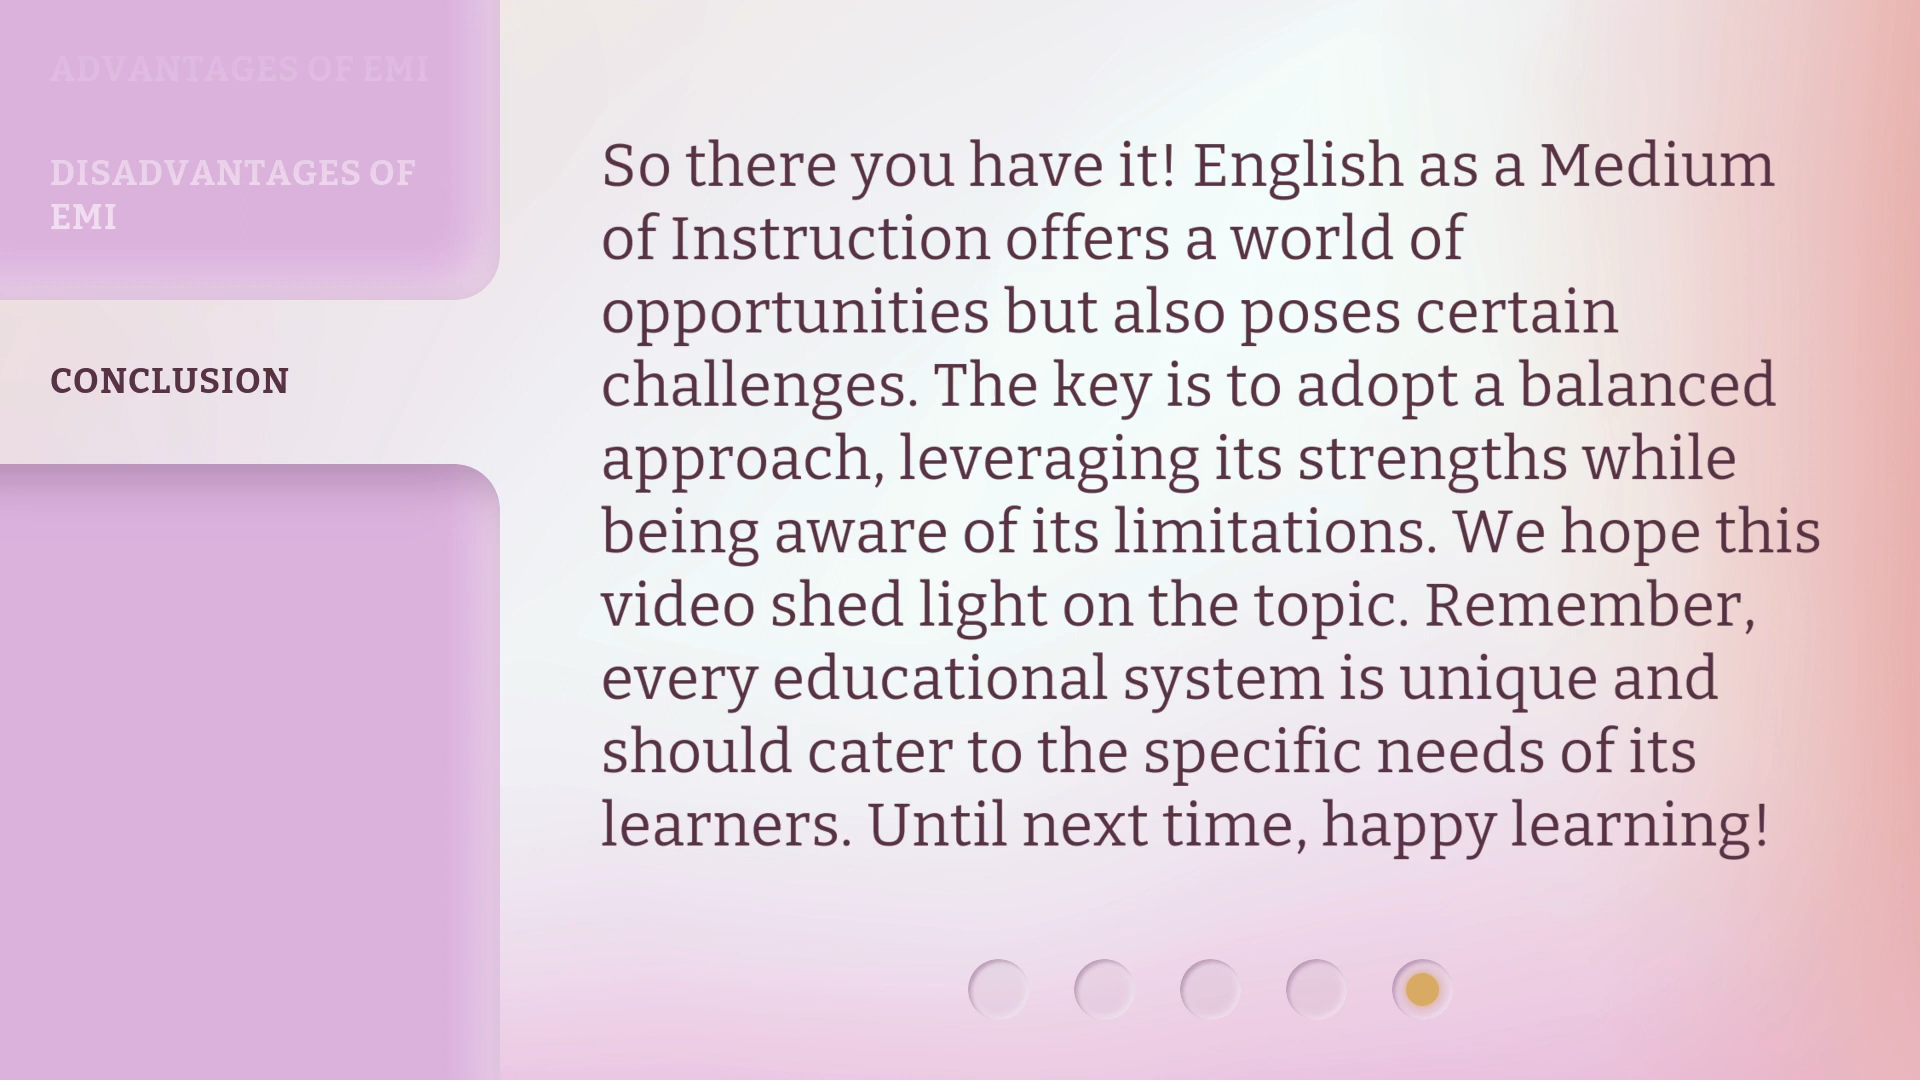 ADVANTAGES OF EMI
DISADVANTAGES OF
EMI
CONCLUSION
So there you have it! English as a Medium
of Instruction offers a world of
opportunities but also poses certain
challenges. The key is to adopt a balanced
approach, leveraging its strengths while
being aware of its limitations. We hope this
video shed light on the topic. Remember,
every educational system is unique and
should cater to the specific needs of its
learners. Until next time, happy learning!